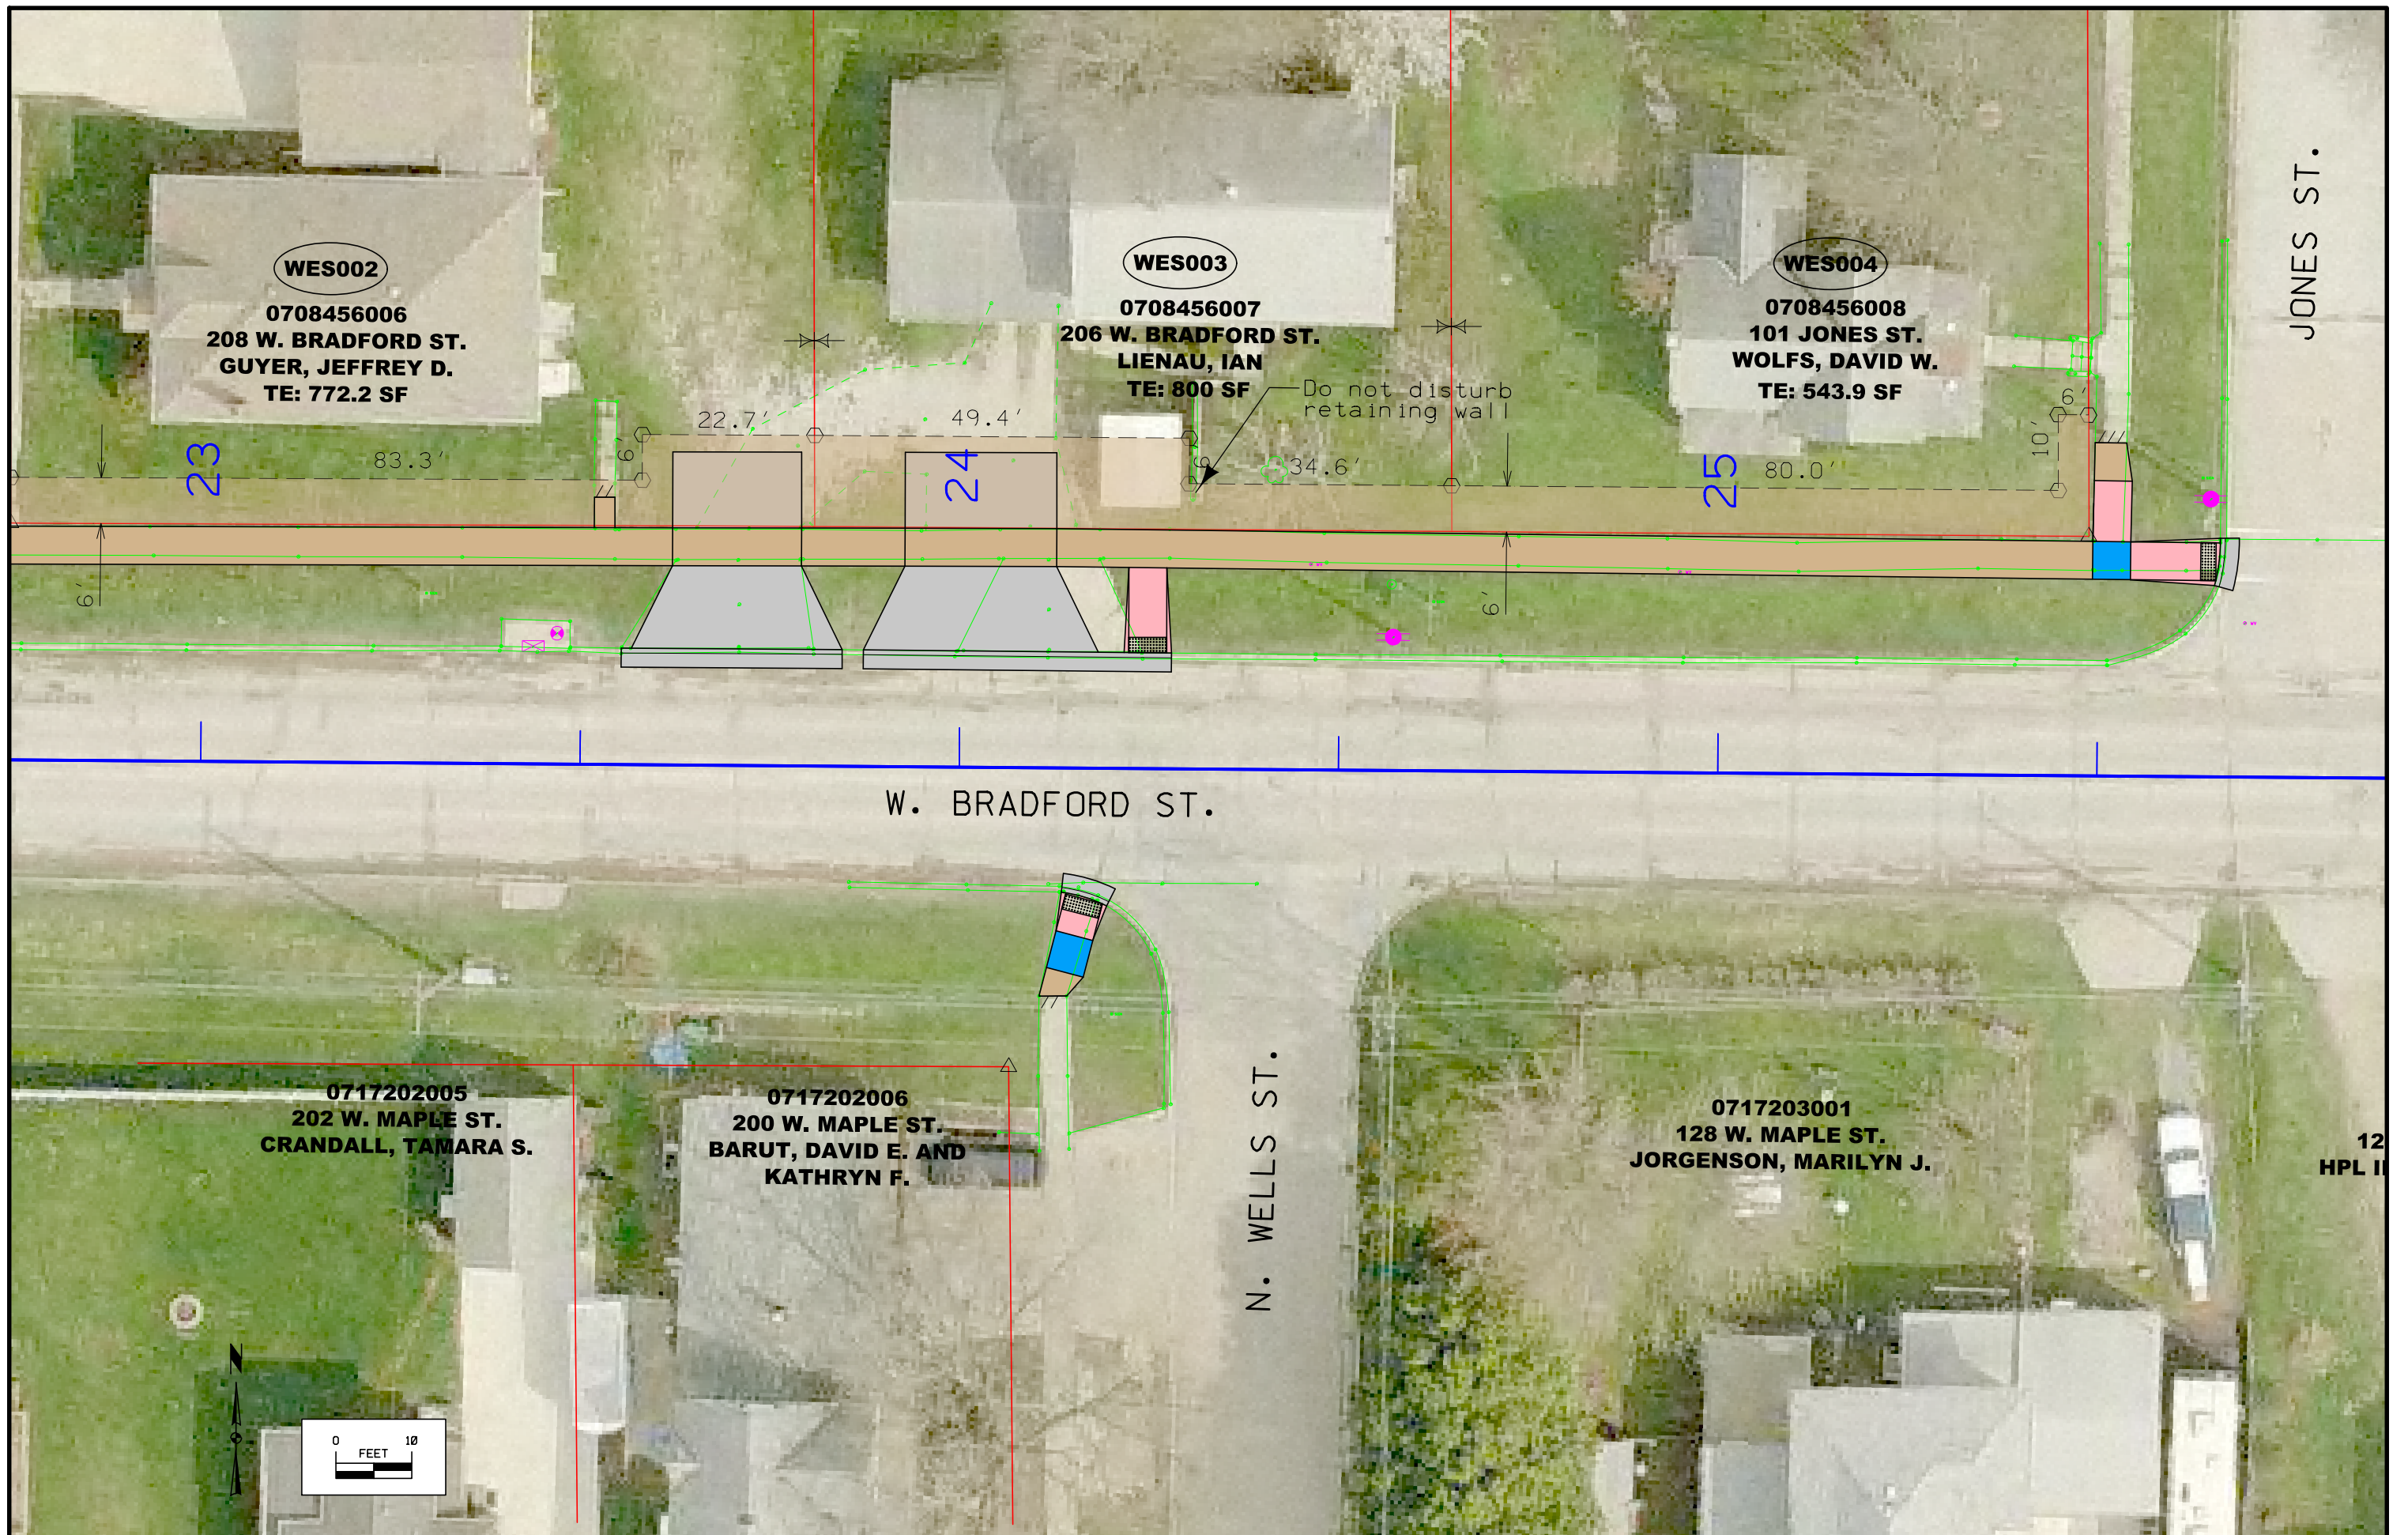 JONES ST.
WES002
0708456006
208 W. BRADFORD ST.
GUYER, JEFFREY D.
TE: 772.2 SF
WES003
0708456007
206 W. BRADFORD ST.
LIENAU, IAN
TE: 800 SF
Do not disturb
retaining wall
WES004
0708456008
101 JONES ST.
WOLFS, DAVID W.
TE: 543.9 SF
23
83.3'
6'
22.7'
49.4'
24
6'
34.6'
25
80.0'
10'
6'
6'
6'
W. BRADFORD ST.
0717202005
202 W. MAPLE ST.
CRANDALL, TAMARA S.
0717202006
200 W. MAPLE ST.
BARUT, DAVID E. AND
KATHRYN F.
N. WELLS ST.
0717203001
128 W. MAPLE ST.
JORGENSON, MARILYN J.
12
HPL
N
0 10
FEET